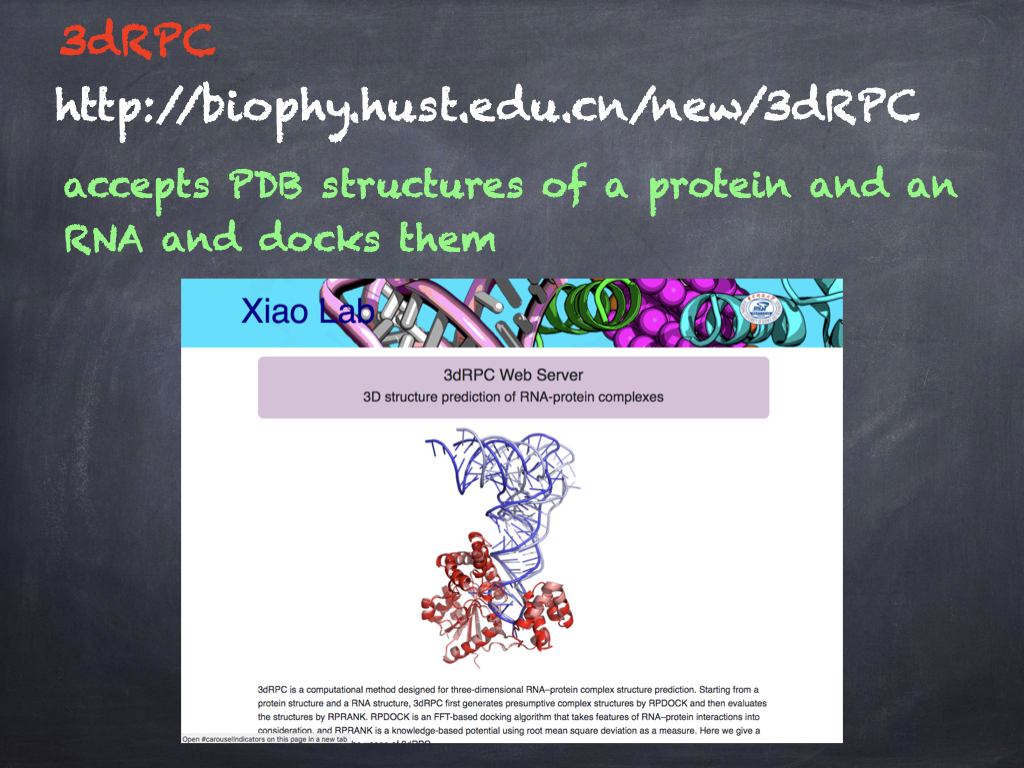 3dRPC
http://biophy.hust.edu.cn/new/3dRPC
accepts PDB structures of a protein and an
RNA and docks them
Xiao Lab
3dRPC Web Server
3D structure prediction of RNA-protein complexes
3dRPC is a computational method designed for three-dimensional RNA–protein complex structure prediction. Starting from a
protein structure and a RNA structure, 3dRPC first generates presumptive complex structures by RPDOCK and then evaluates
the structures by RPRANK. RPDOCK is an FFT-based docking algorithm that takes features of RNA–protein interactions into
consideration, and RPRANK is a knowledge-based potential using root mean square deviation as a measure. Here we give a
Open #carouselIndicators on this page in a new tab